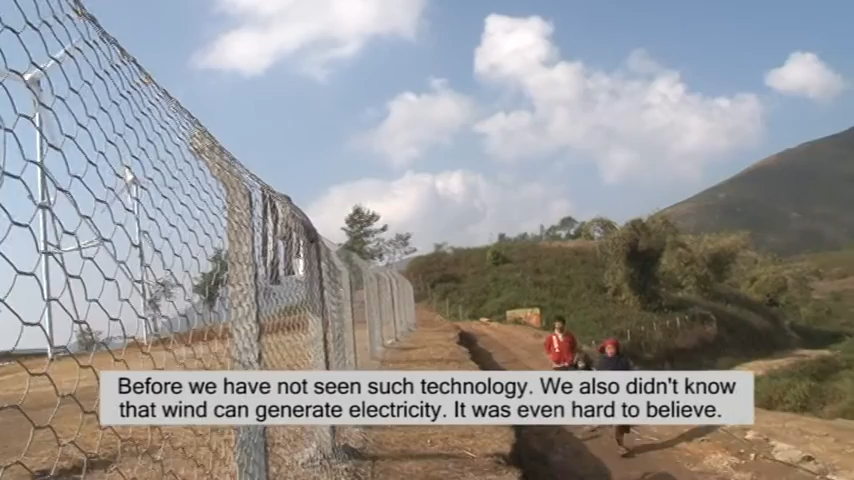 Before we have not seen such technology. We also didn't know
that wind can generate electricity. It was even hard to believe.